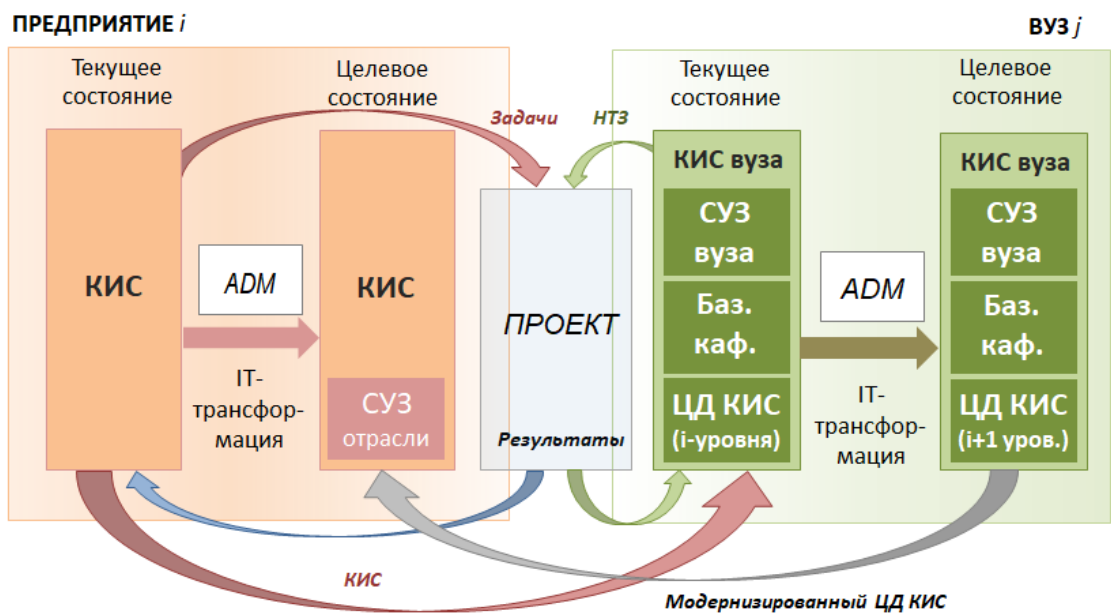 ПРЕДПРИЯТИЕ i
ВУЗ j
Текущее
состояние
Целевое
состояние
Задачи
НТЗ
Текущее
состояние
Целевое
состояние
КИС
ADM
IT-
трансфор-
мация
КИС
СУЗ
отрасли
ПРОЕКТ
Результаты
КИС вуза
СУЗ
вуза
Баз.
каф.
ЦД КИС
(i-уровня)
ADM
IT-
трансфор-
мация
КИС вуза
СУЗ
вуза
Баз.
каф.
ЦД КИС
(i+1 уров.)
КИС
Модернизированный ЦД КИС